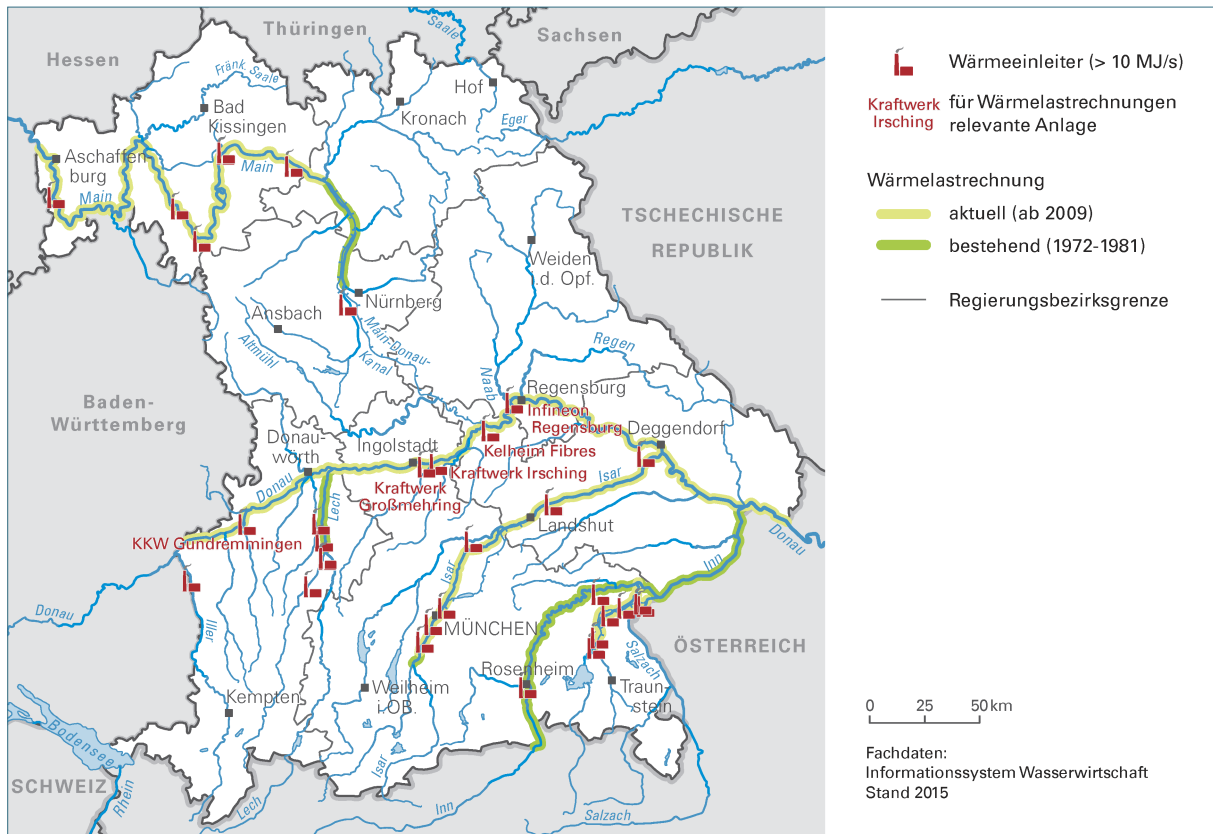 Thüringen
Sachsen
Hessen
Saale
Fränk. Saale
Hof
Bad
Kissingen
Kronach
Eger
Aschaffen
burg
Main
Main
TSCHECHISCHE
REPUBLIK
Weiden
i.d. Opf.
Nürnberg
Ansbach
Altmühl
Main-Donau-
Kanal
Naab
Regen
Baden-
Württemberg
Regensburg
Infineon
Regensburg
Deggendorf
Donau-
wörth
Ingolstadt
Kelheim Fibres
Kraftwerk Irsching
Kraftwerk
Großmehring
Isar
Donau
Lech
Landshut
KKW Gundremmingen
Donau
Inn
Isar
Donau
Iller
MÜNCHEN
ÖSTERREICH
Salzach
Rosenheim
Traun-
stein
Weilheim
i.OB.
Kempten
Bodensee
SCHWEIZ
Rhein
Lech
Isar
Inn
Salzach
Wärmeeinleiter (> 10 MJ/s)
Kraftwerk
Irsching
für Wärmelastrechnungen
relevante Anlage
Wärmelastrechnung
aktuell (ab 2009)
bestehend (1972-1981)
Regierungsbezirksgrenze
0 25 50 km
Fachdaten:
Informationssystem Wasserwirtschaft
Stand 2015